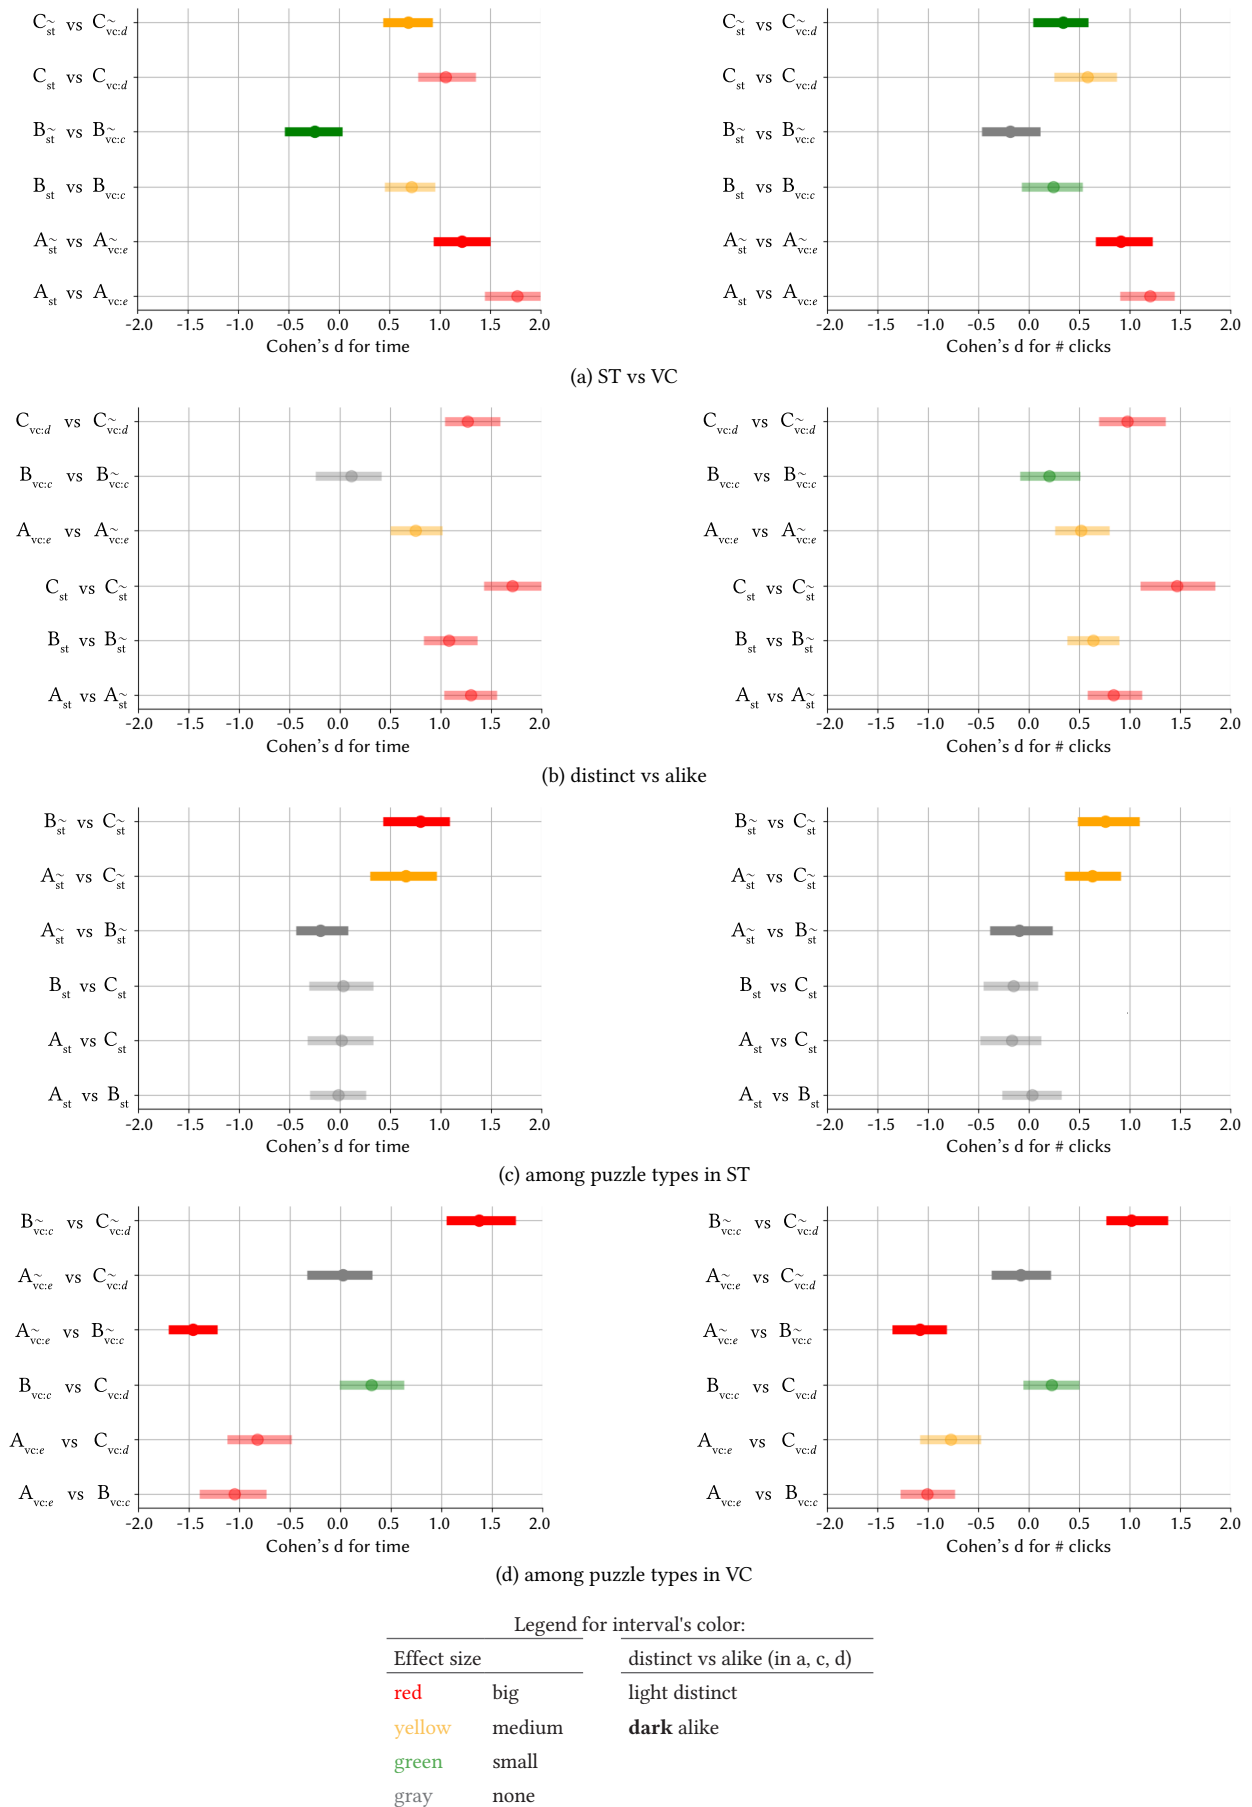 C~st vs C~vc:d
Cst vs Cvc:d
B~st vs B~vc:c
Bst vs Bvc:c
A~st vs A~vc:e
Ast vs Avc:e
-2.0 -1.5 -1.0 -0.5 0.0 0.5 1.0 1.5 2.0
Cohen's d for time
C~st vs C~vc:d
Cst vs Cvc:d
B~st vs B~vc:c
Bst vs Bvc:c
A~st vs A~vc:e
Ast vs Avc:e
-2.0 -1.5 -1.0 -0.5 0.0 0.5 1.0 1.5 2.0
Cohen's d for # clicks
(a) ST vs VC
Cvc:d vs C~vc:d
Bvc:c vs B~vc:c
Avc:e vs A~vc:e
Cst vs C~st
Bst vs B~st
Ast vs A~st
-2.0 -1.5 -1.0 -0.5 0.0 0.5 1.0 1.5 2.0
Cohen's d for time
Cvc:d vs C~vc:d
Bvc:c vs B~vc:c
Avc:e vs A~vc:e
Cst vs C~st
Bst vs B~st
Ast vs A~st
-2.0 -1.5 -1.0 -0.5 0.0 0.5 1.0 1.5 2.0
Cohen's d for # clicks
(b) distinct vs alike
B~st vs C~st
A~st vs C~st
A~st vs B~st
Bst vs Cst
Ast vs Cst
Ast vs Bst
-2.0 -1.5 -1.0 -0.5 0.0 0.5 1.0 1.5 2.0
Cohen's d for time
B~st vs C~st
A~st vs C~st
A~st vs B~st
Bst vs Cst
Ast vs Cst
Ast vs Bst
-2.0 -1.5 -1.0 -0.5 0.0 0.5 1.0 1.5 2.0
Cohen's d for # clicks
(c) among puzzle types in ST
B~vc:c vs C~vc:d
A~vc:e vs C~vc:d
A~vc:e vs B~vc:c
Bvc:c vs Cvc:d
Avc:e vs Cvc:d
Avc:e vs Bvc:c
-2.0 -1.5 -1.0 -0.5 0.0 0.5 1.0 1.5 2.0
Cohen's d for time
B~vc:c vs C~vc:d
A~vc:e vs C~vc:d
A~vc:e vs B~vc:c
Bvc:c vs Cvc:d
Avc:e vs Cvc:d
Avc:e vs Bvc:c
-2.0 -1.5 -1.0 -0.5 0.0 0.5 1.0 1.5 2.0
Cohen's d for # clicks
(d) among puzzle types in VC
Legend for interval's color:
Effect size
red big
yellow medium
green small
gray none
distinct vs alike (in a, c, d)
light distinct
dark alike